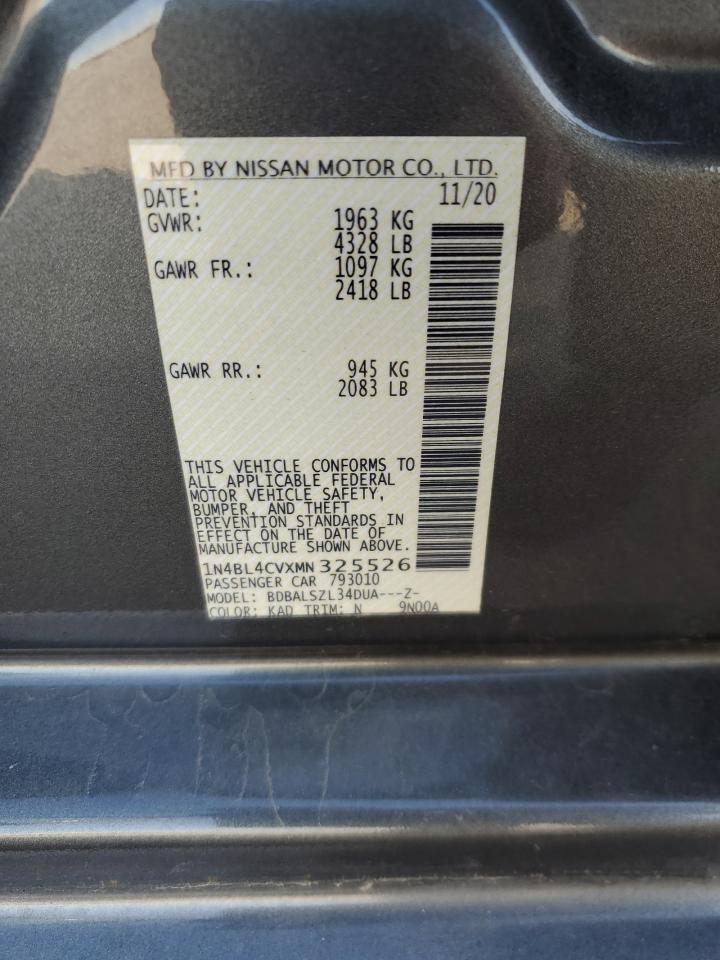 MFD BY NISSAN MOTOR CO., LTD.
DATE: 11/20
GVWR: 1963 KG
4328 LB
GAWR FR.: 1097 KG
2418 LB
GAWR RR.: 945 KG
2083 LB
THIS VEHICLE CONFORMS TO
ALL APPLICABLE FEDERAL
MOTOR VEHICLE SAFETY,
BUMPER, AND THEFT
PREVENTION STANDARDS IN
EFFECT ON THE DATE OF
MANUFACTURE SHOWN ABOVE.
1N4BL4CVXMN325526
PASSENGER CAR 793010
MODEL: BDBALSZL34DUA---Z-
COLOR: KAD TRIM: N 9N00A